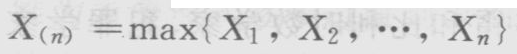 X₍ₙ₎ = max{X₁, X₂, ⋯, Xₙ}